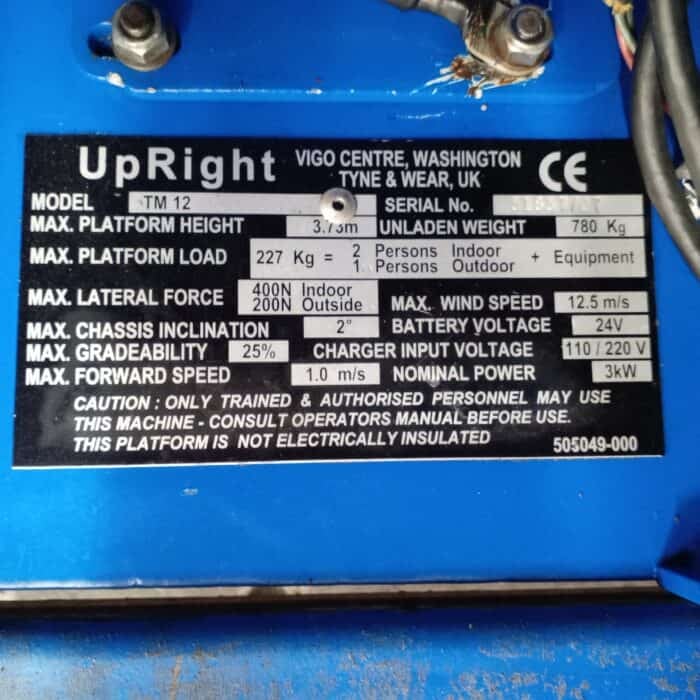 UpRight VIGO CENTRE, WASHINGTON
TYNE & WEAR, UK CE
MODEL TM 12 SERIAL No.
MAX. PLATFORM HEIGHT 3.73m UNLADEN WEIGHT 780 Kg
MAX. PLATFORM LOAD 227 Kg = 2 Persons Indoor + Equipment
1 Persons Outdoor
MAX. LATERAL FORCE 400N Indoor
200N Outside MAX. WIND SPEED 12.5 m/s
MAX. CHASSIS INCLINATION 2° BATTERY VOLTAGE 24V
MAX. GRADEABILITY 25% CHARGER INPUT VOLTAGE 110 / 220 V
MAX. FORWARD SPEED 1.0 m/s NOMINAL POWER 3kW
CAUTION : ONLY TRAINED & AUTHORISED PERSONNEL MAY USE
THIS MACHINE - CONSULT OPERATORS MANUAL BEFORE USE.
THIS PLATFORM IS NOT ELECTRICALLY INSULATED 505049-000